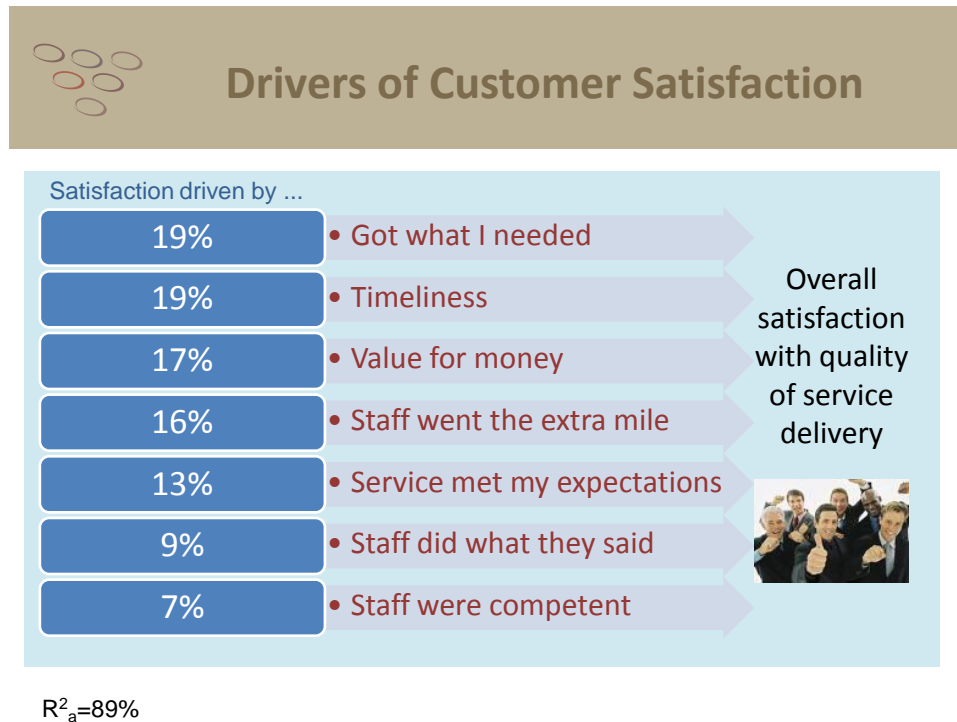 Drivers of Customer Satisfaction
Satisfaction driven by ...
19% • Got what I needed
19% • Timeliness
17% • Value for money
16% • Staff went the extra mile
13% • Service met my expectations
9% • Staff did what they said
7% • Staff were competent
Overall
satisfaction
with quality
of service
delivery
R²ₐ=89%